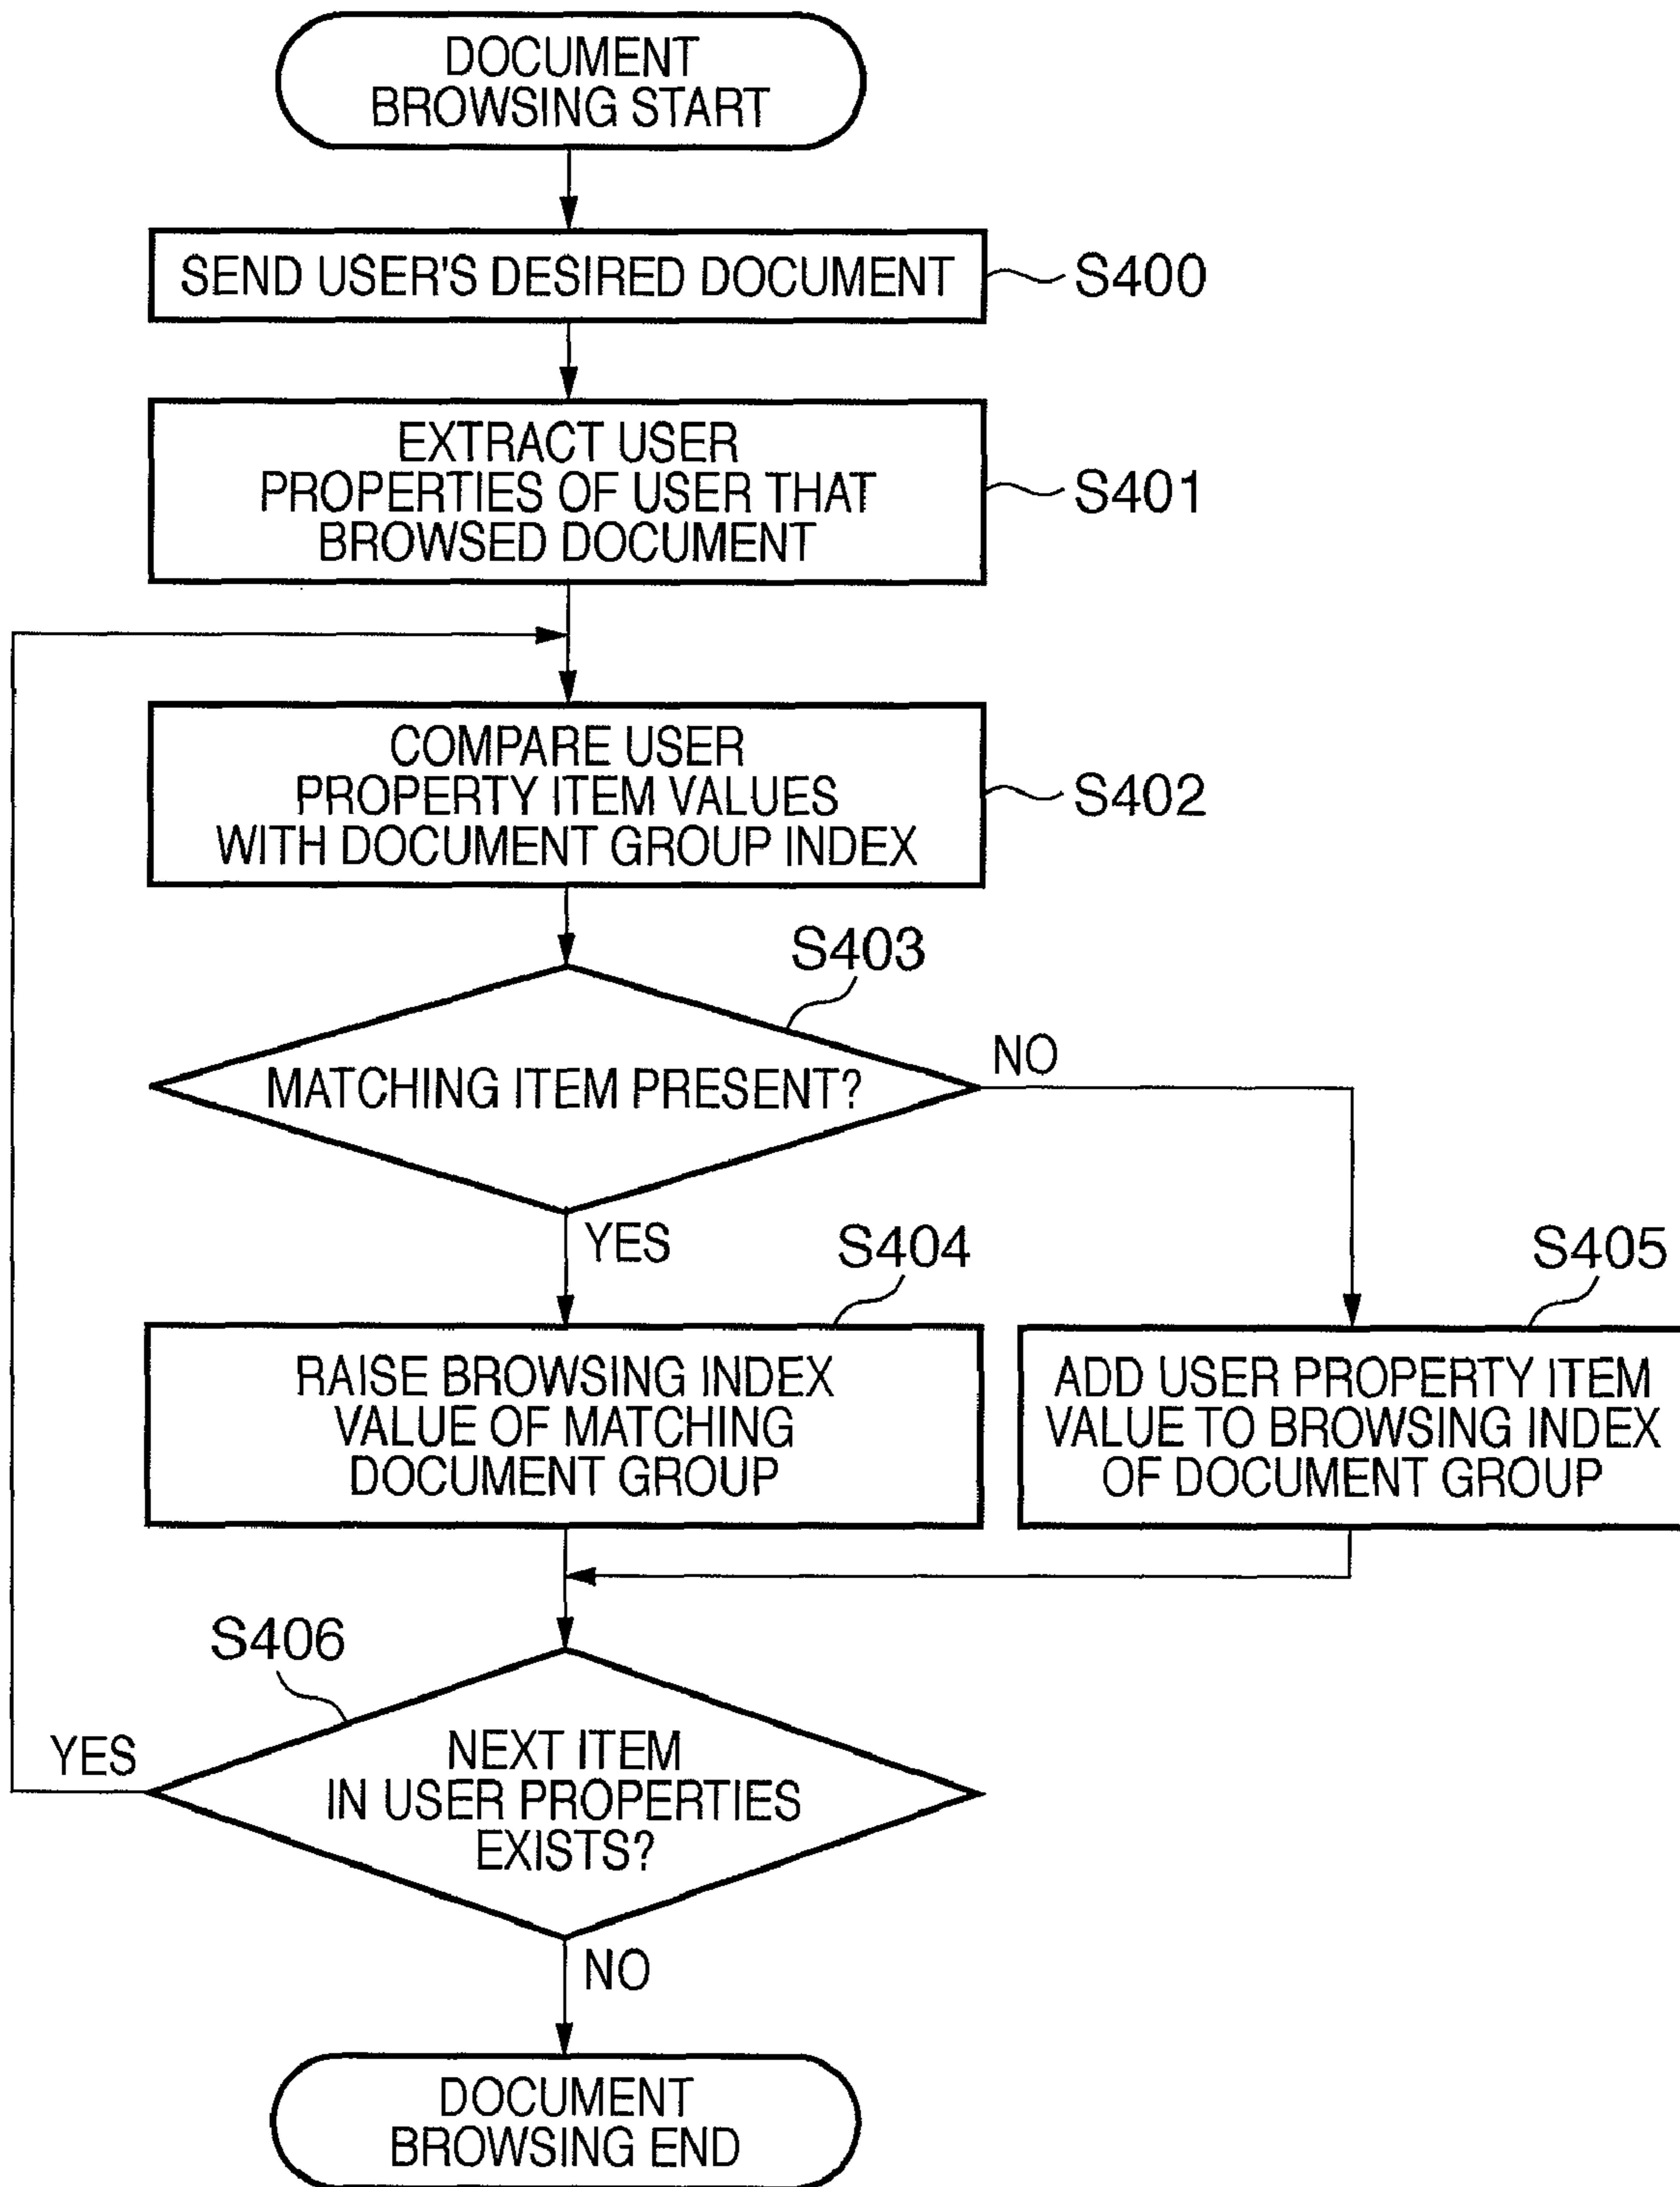 DOCUMENT
BROWSING START
SEND USER'S DESIRED DOCUMENT
S400
EXTRACT USER
PROPERTIES OF USER THAT
BROWSED DOCUMENT
S401
COMPARE USER
PROPERTY ITEM VALUES
WITH DOCUMENT GROUP INDEX
S402
S403
MATCHING ITEM PRESENT?
NO
YES
S404
RAISE BROWSING INDEX
VALUE OF MATCHING
DOCUMENT GROUP
S405
ADD USER PROPERTY ITEM
VALUE TO BROWSING INDEX
OF DOCUMENT GROUP
S406
YES
NEXT ITEM
IN USER PROPERTIES
EXISTS?
NO
DOCUMENT
BROWSING END